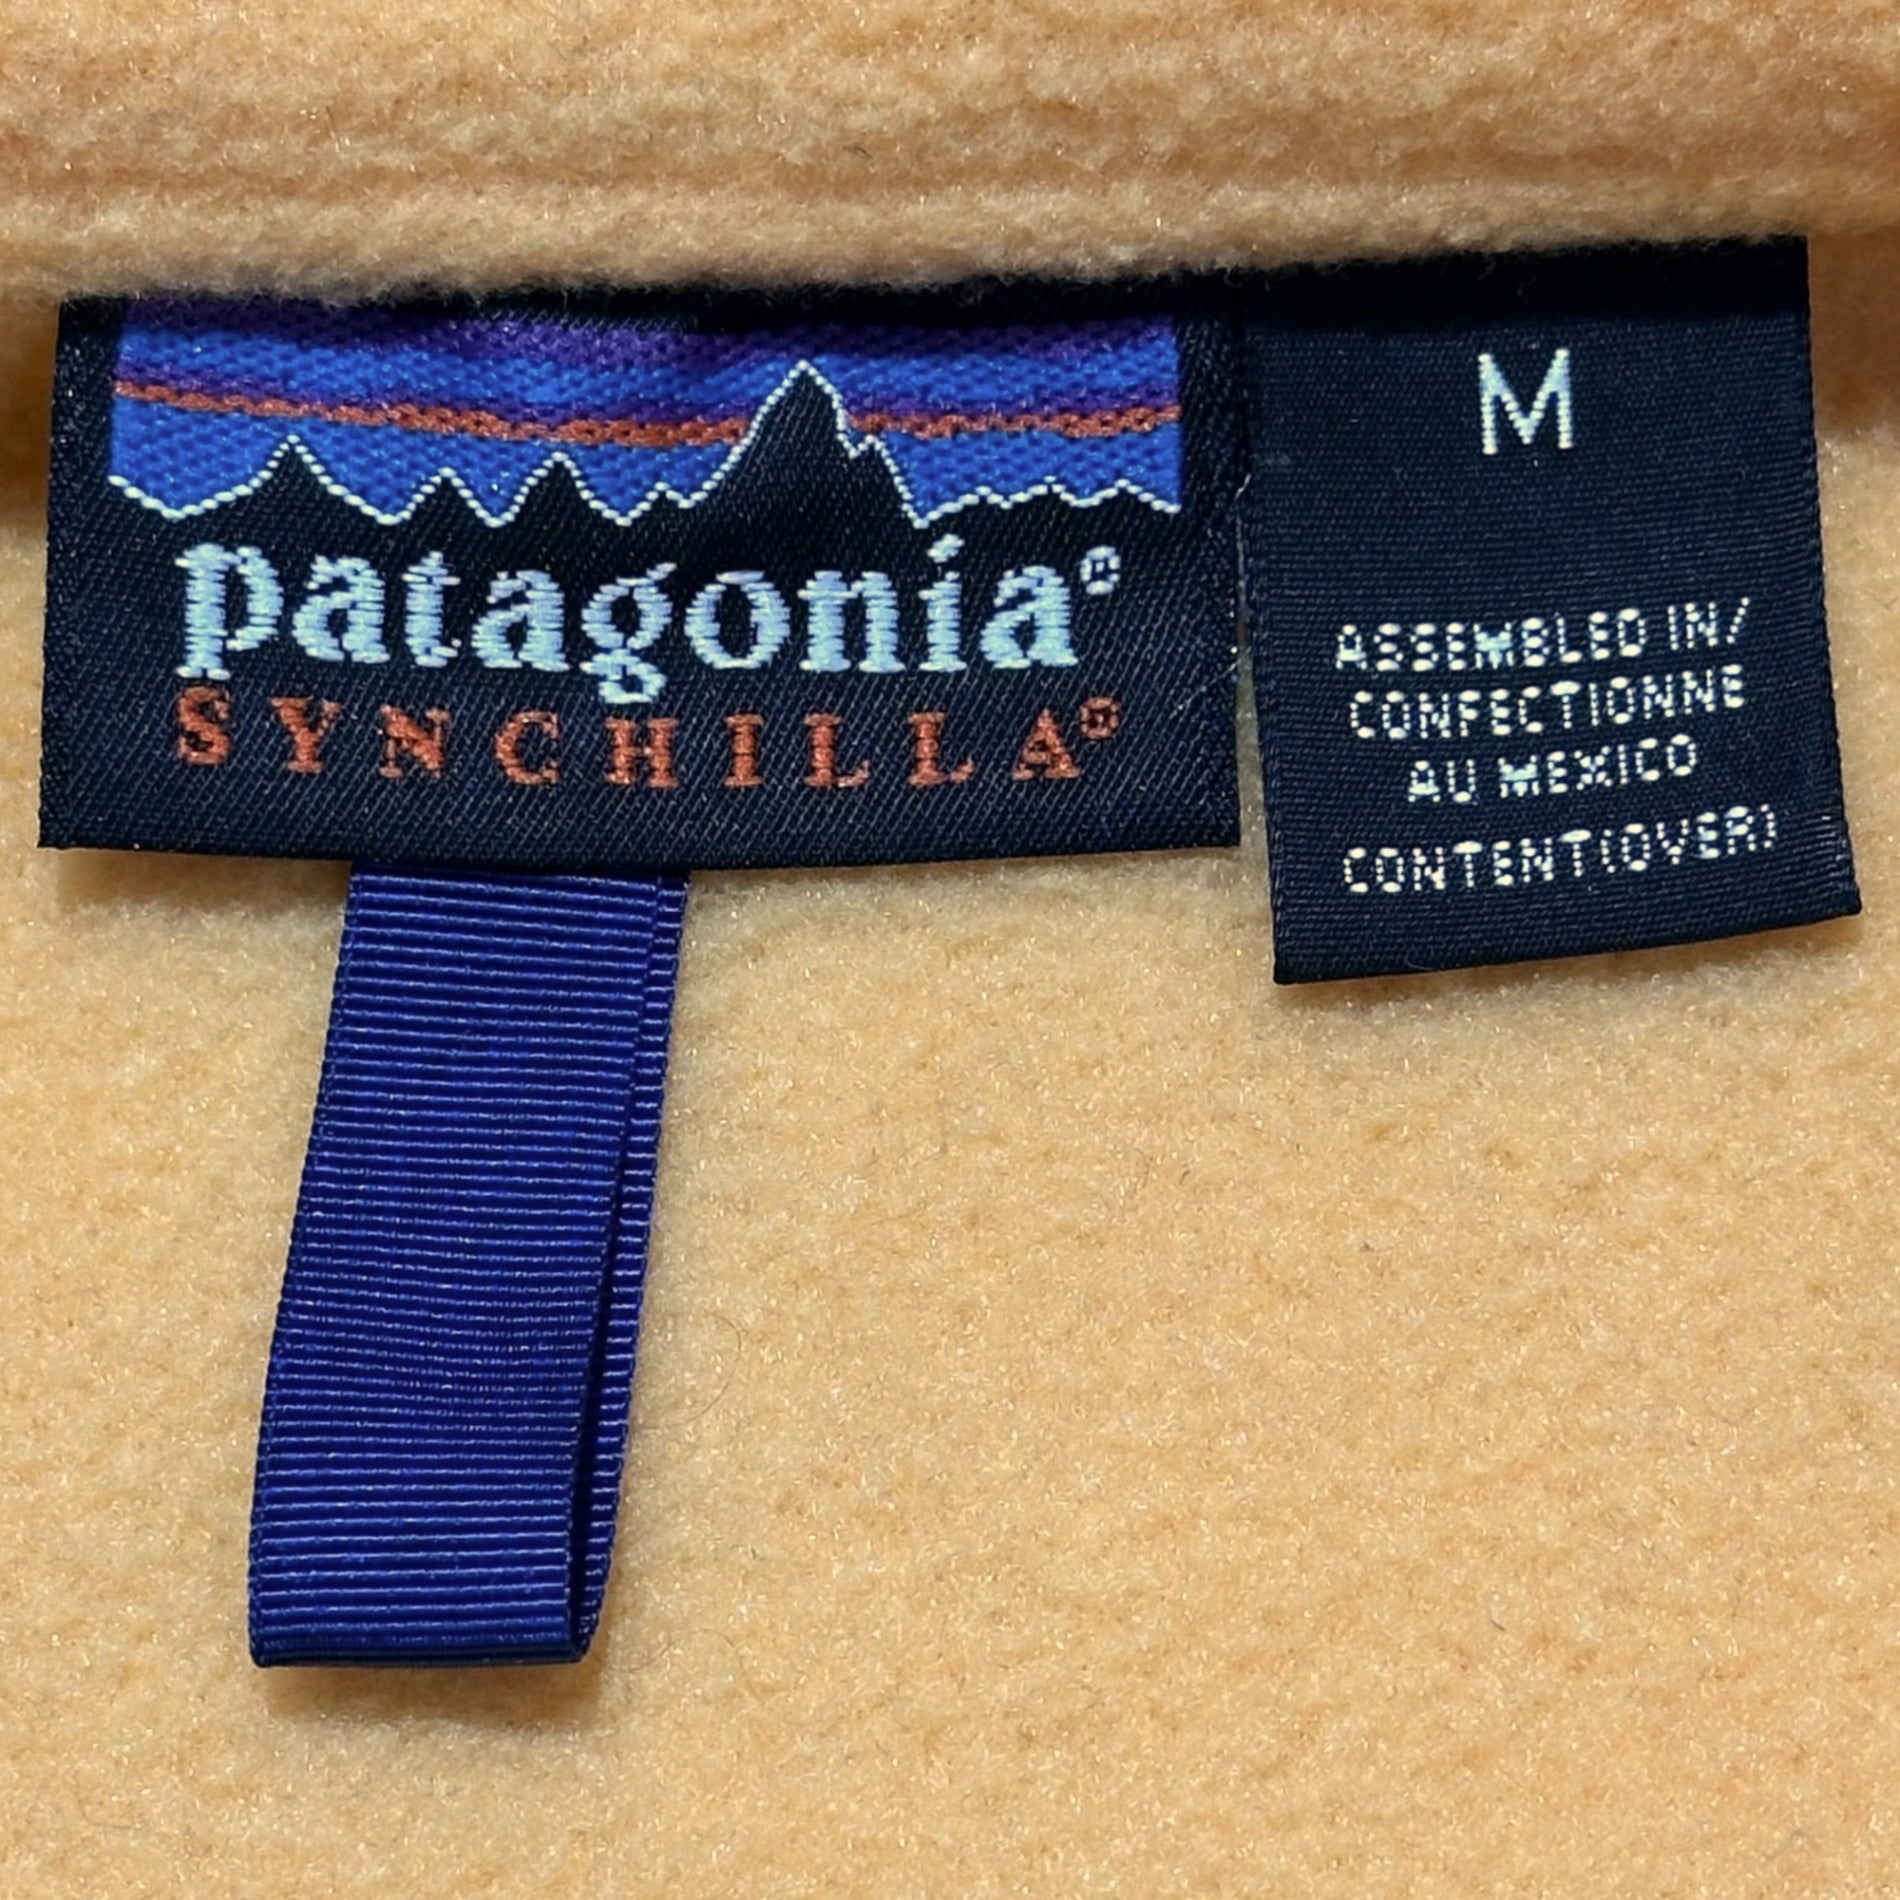 patagonia®
SYNCHILLA®
M
ASSEMBLED IN/
CONFECTIONNE
AU MEXICO
CONTENT(OVER)